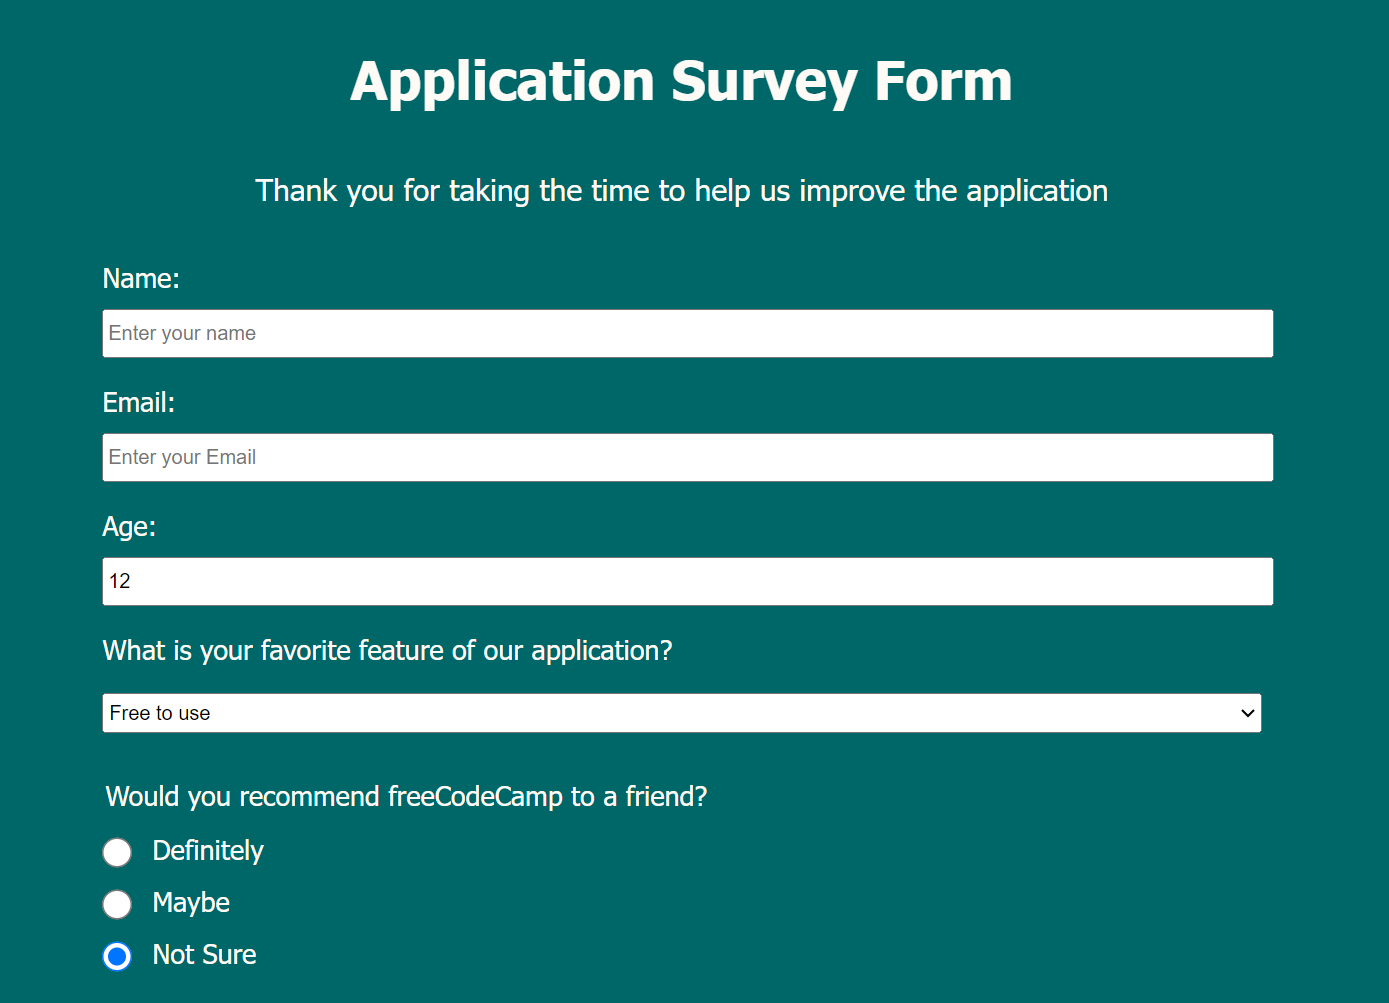 Application Survey Form
Thank you for taking the time to help us improve the application
Name:
Enter your name
Email:
Enter your Email
Age:
12
What is your favorite feature of our application?
Free to use
Would you recommend freeCodeCamp to a friend?
Definitely
Maybe
Not Sure